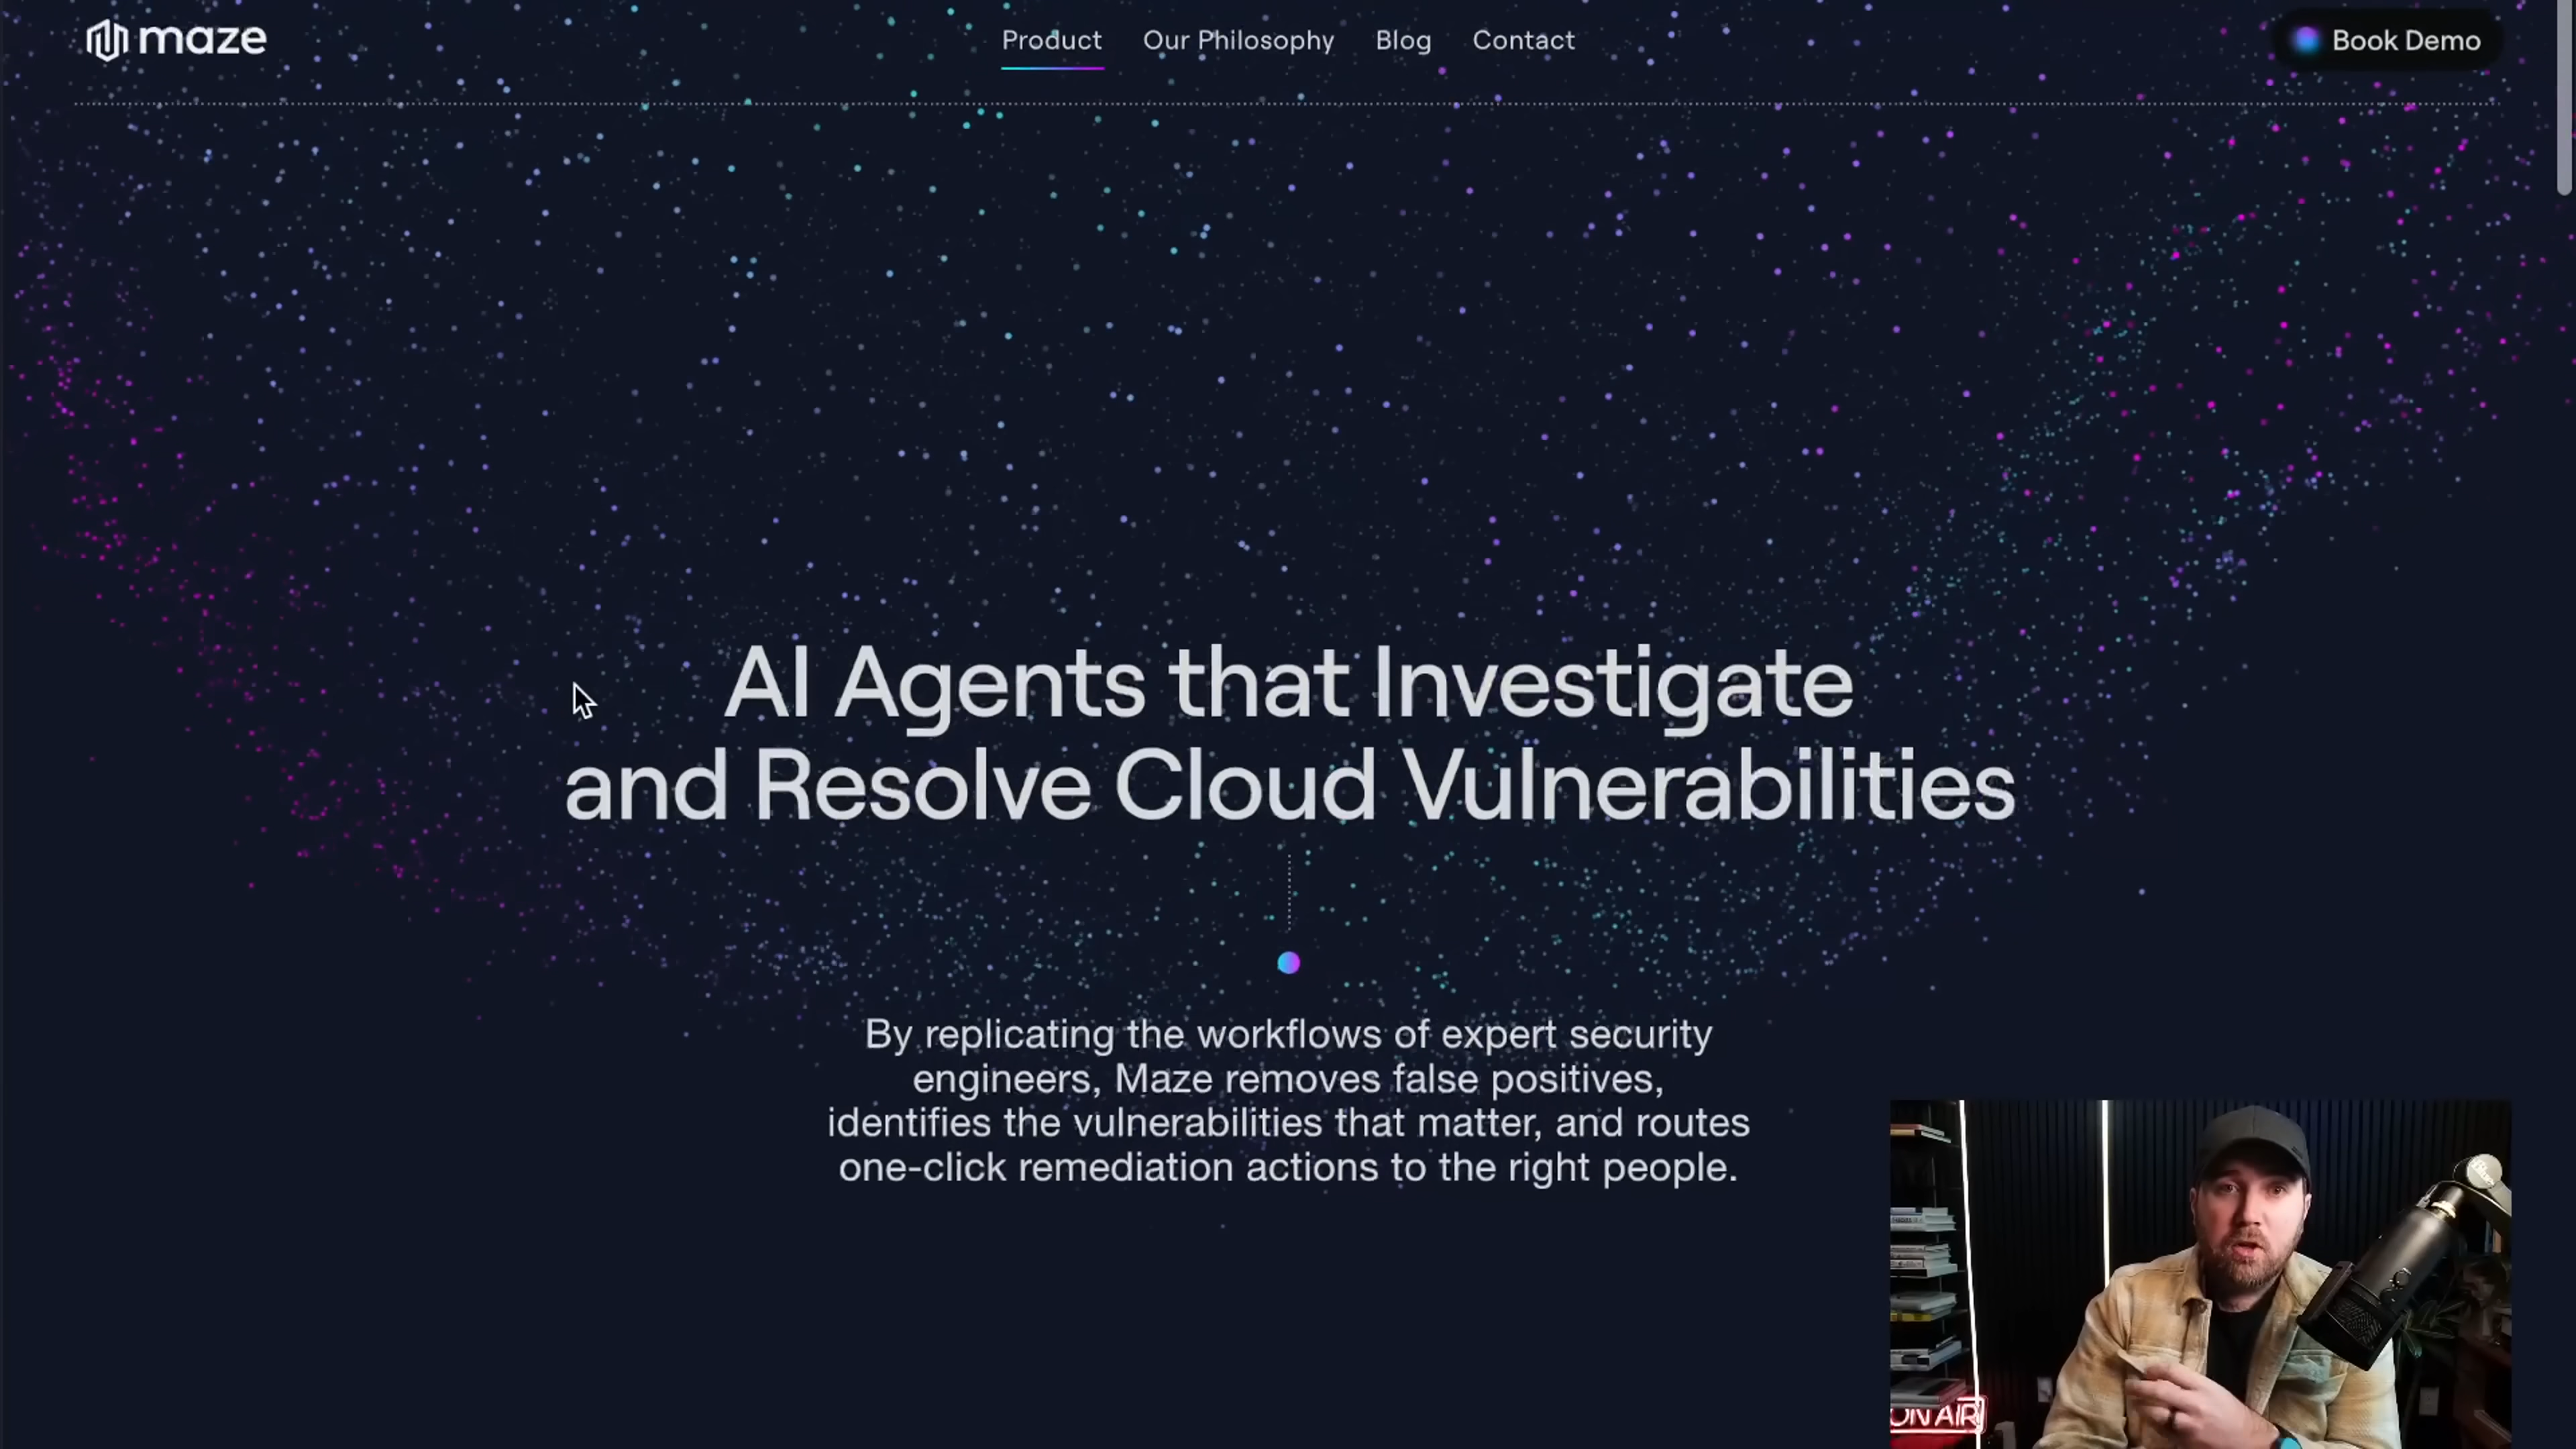 maze
Product
Our Philosophy
Blog
Contact
Book Demo
AI Agents that Investigate
and Resolve Cloud Vulnerabilities
By replicating the workflows of expert security
engineers, Maze removes false positives,
identifies the vulnerabilities that matter, and routes
one-click remediation actions to the right people.
ON AIR